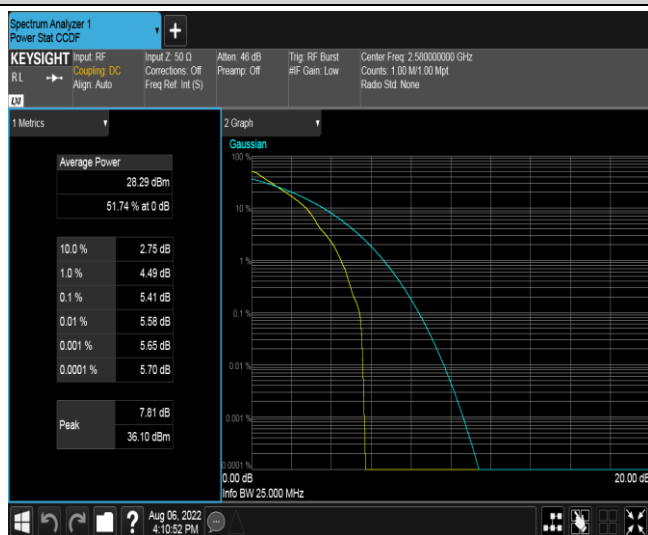 Spectrum Analyzer 1
Power Stat CCDF
+
KEYSIGHT
RL
LXI
Input: RF
Coupling: DC
Align: Auto
Input Z: 50 Ω
Corrections: Off
Freq Ref: Int (S)
Atten: 46 dB
Preamp: Off
Trig: RF Burst
#IF Gain: Low
Center Freq: 2.580000000 GHz
Counts: 1.00 M/1.00 Mpt
Radio Std: None
1 Metrics
Average Power
28.29 dBm
51.74 % at 0 dB
10.0 % 2.75 dB
1.0 % 4.49 dB
0.1 % 5.41 dB
0.01 % 5.58 dB
0.001 % 5.65 dB
0.0001 % 5.70 dB
Peak
7.81 dB
36.10 dBm
2 Graph
Gaussian
100 %
10 %
1 %
0.1 %
0.01 %
0.001 %
0.0001 %
0.00 dB
20.00 dB
Info BW 25.000 MHz
?
Aug 06, 2022
4:10:52 PM